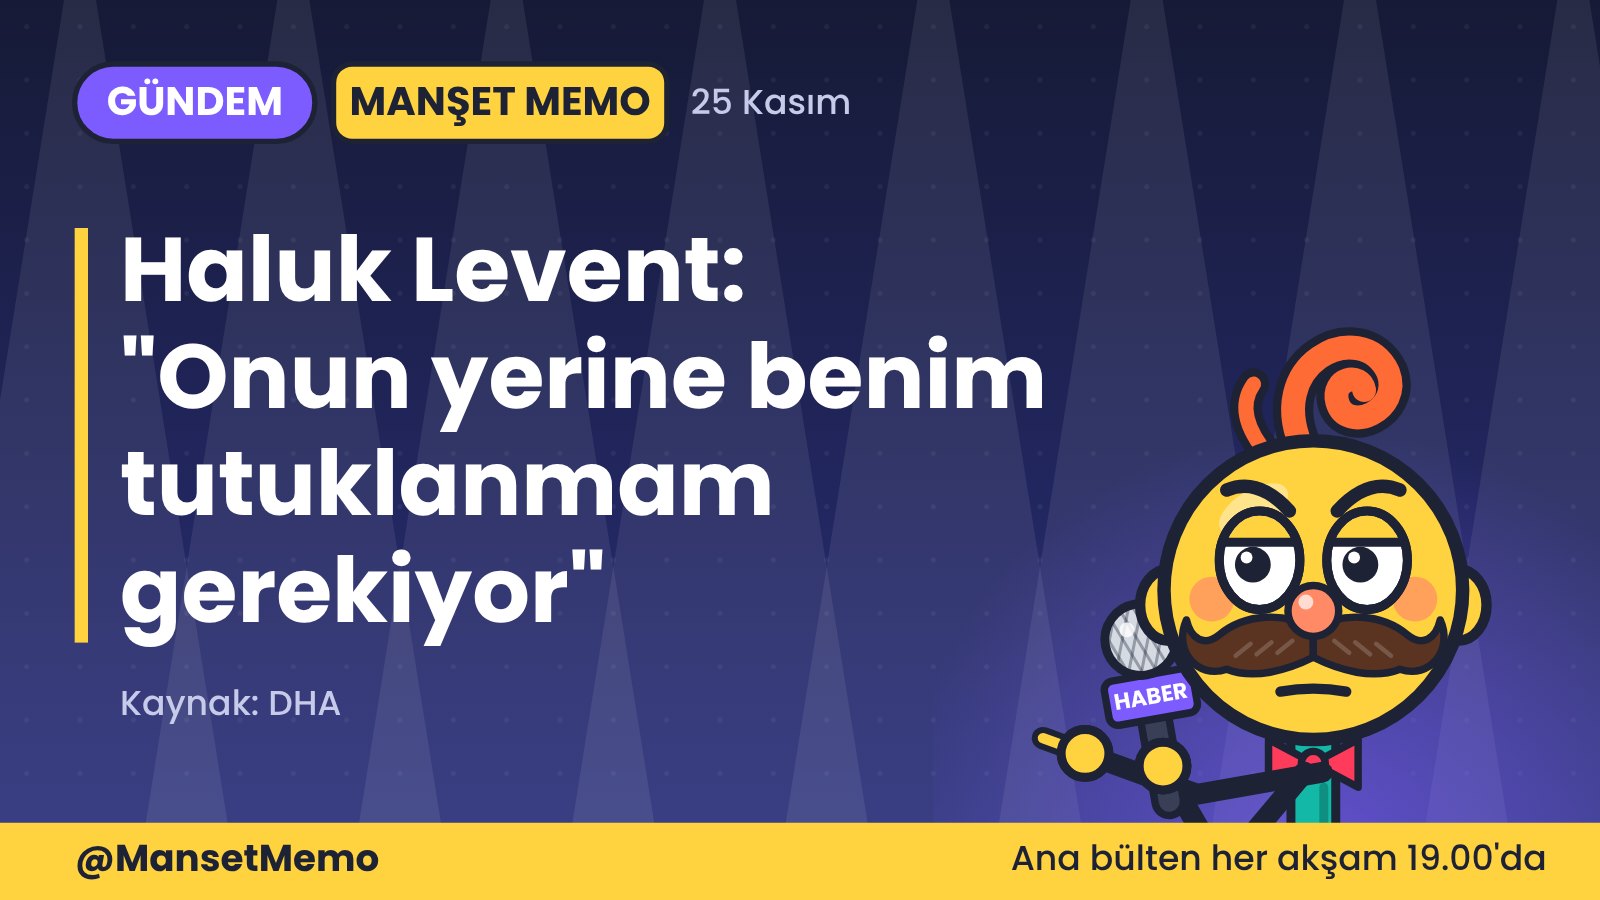 GÜNDEM MANŞET MEMO 25 Kasım
Haluk Levent:
"Onun yerine benim
tutuklanmam
gerekiyor"
Kaynak: DHA
HABER
@MansetMemo Ana bülten her akşam 19.00'da